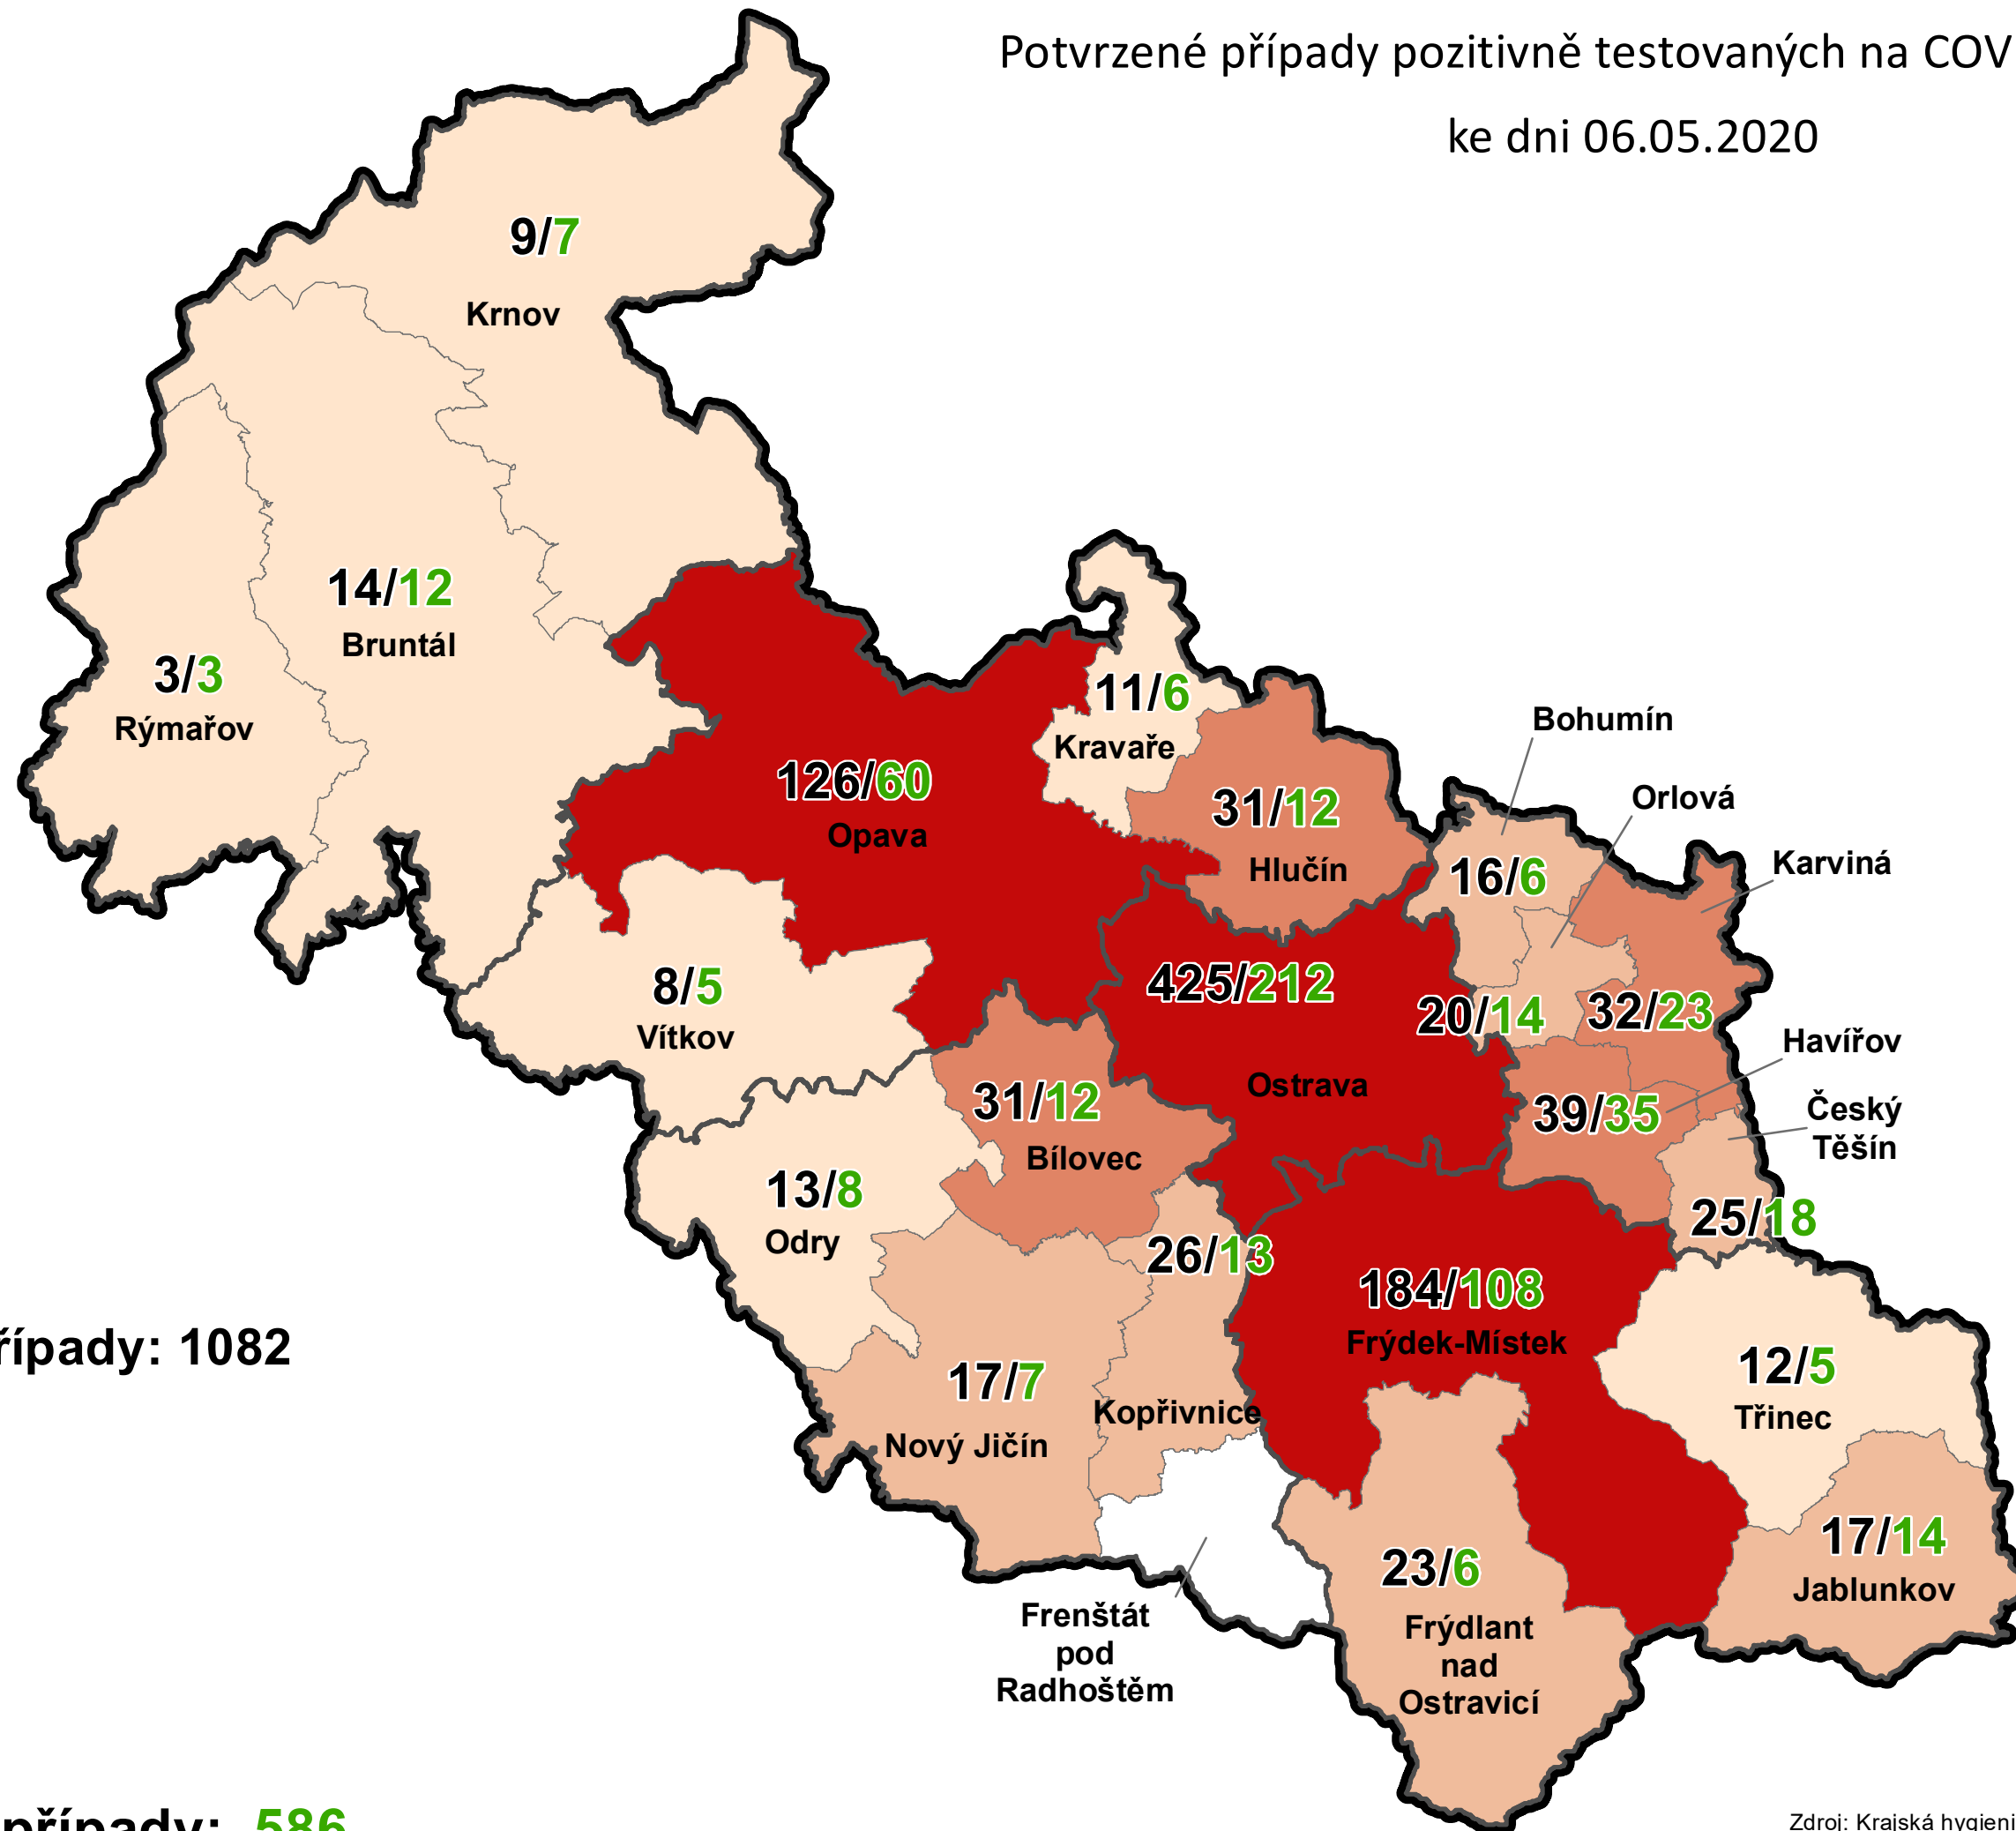 Potvrzené případy pozitivně testovaných na COV
ke dni 06.05.2020
9/7
Krnov
14/12
Bruntál
3/3
Rýmařov
11/6
Kravaře
Bohumín
126/60
Opava
31/12
Hlučín
Orlová
16/6
Karviná
425/212
Ostrava
20/14
32/23
8/5
Vítkov
Havířov
31/12
Bílovec
39/35
Český
Těšín
13/8
Odry
25/18
26/13
Kopřivnice
184/108
Frýdek-Místek
řípady: 1082
17/7
Nový Jičín
12/5
Třinec
17/14
Jablunkov
23/6
Frýdlant
nad
Ostravicí
Frenštát
pod
Radhoštěm
případy: 586
Zdroj: Krajská hygieni